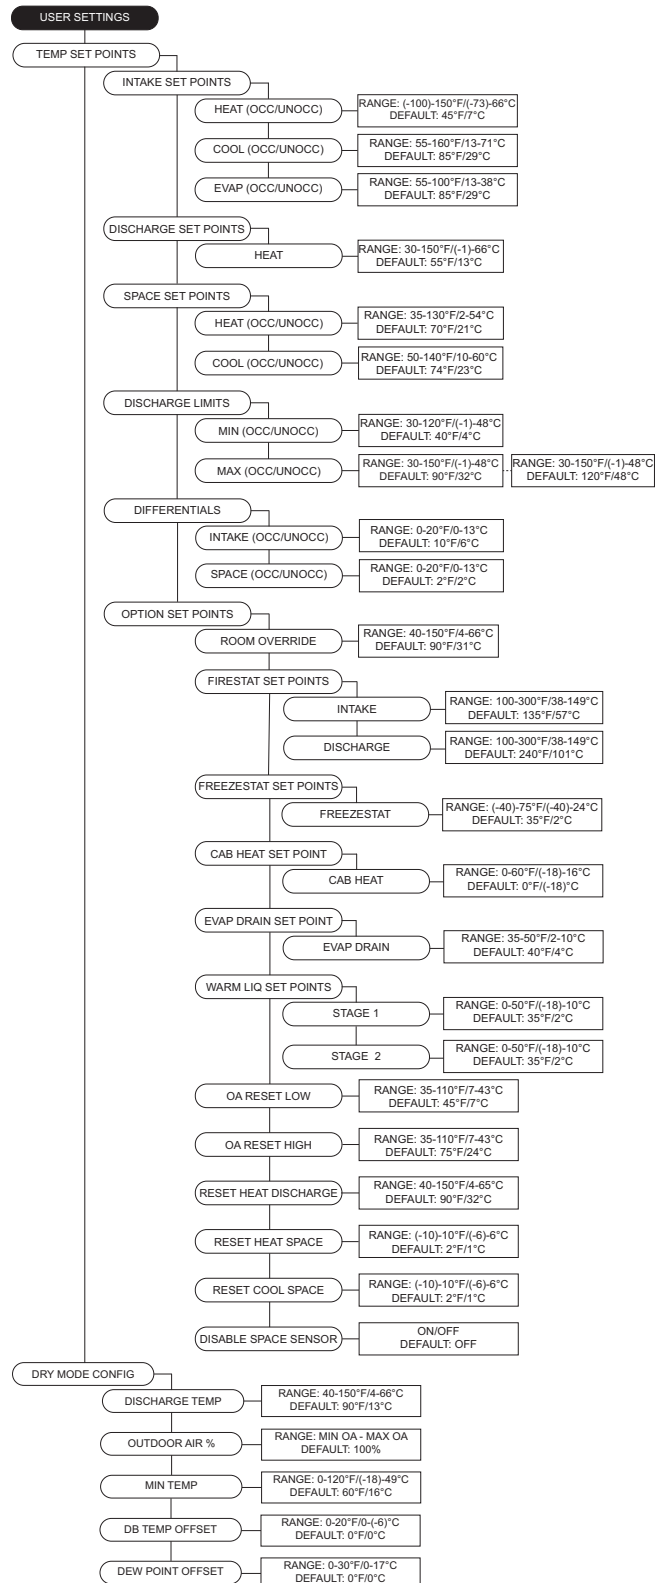 USER SETTINGS
TEMP SET POINTS
INTAKE SET POINTS
HEAT (OCC/UNOCC)
RANGE: (-100)-150°F/(-73)-66°C
DEFAULT: 45°F/7°C
COOL (OCC/UNOCC)
RANGE: 55-160°F/13-71°C
DEFAULT: 85°F/29°C
EVAP (OCC/UNOCC)
RANGE: 55-100°F/13-38°C
DEFAULT: 85°F/29°C
DISCHARGE SET POINTS
HEAT
RANGE: 30-150°F/(-1)-66°C
DEFAULT: 55°F/13°C
SPACE SET POINTS
HEAT (OCC/UNOCC)
RANGE: 35-130°F/2-54°C
DEFAULT: 70°F/21°C
COOL (OCC/UNOCC)
RANGE: 50-140°F/10-60°C
DEFAULT: 74°F/23°C
DISCHARGE LIMITS
MIN (OCC/UNOCC)
RANGE: 30-120°F/(-1)-48°C
DEFAULT: 40°F/4°C
MAX (OCC/UNOCC)
RANGE: 30-150°F/(-1)-48°C
DEFAULT: 90°F/32°C
RANGE: 30-150°F/(-1)-48°C
DEFAULT: 120°F/48°C
DIFFERENTIALS
INTAKE (OCC/UNOCC)
RANGE: 0-20°F/0-13°C
DEFAULT: 10°F/6°C
SPACE (OCC/UNOCC)
RANGE: 0-20°F/0-13°C
DEFAULT: 2°F/2°C
OPTION SET POINTS
ROOM OVERRIDE
RANGE: 40-150°F/4-66°C
DEFAULT: 90°F/31°C
FIRESTAT SET POINTS
INTAKE
RANGE: 100-300°F/38-149°C
DEFAULT: 135°F/57°C
DISCHARGE
RANGE: 100-300°F/38-149°C
DEFAULT: 240°F/101°C
FREEZESTAT SET POINTS
FREEZESTAT
RANGE: (-40)-75°F/(-40)-24°C
DEFAULT: 35°F/2°C
CAB HEAT SET POINT
CAB HEAT
RANGE: 0-60°F/(-18)-16°C
DEFAULT: 0°F/(-18)°C
EVAP DRAIN SET POINT
EVAP DRAIN
RANGE: 35-50°F/2-10°C
DEFAULT: 40°F/4°C
WARM LIQ SET POINTS
STAGE 1
RANGE: 0-50°F/(-18)-10°C
DEFAULT: 35°F/2°C
STAGE 2
RANGE: 0-50°F/(-18)-10°C
DEFAULT: 35°F/2°C
OA RESET LOW
RANGE: 35-110°F/7-43°C
DEFAULT: 45°F/7°C
OA RESET HIGH
RANGE: 35-110°F/7-43°C
DEFAULT: 75°F/24°C
RESET HEAT DISCHARGE
RANGE: 40-150°F/4-65°C
DEFAULT: 90°F/32°C
RESET HEAT SPACE
RANGE: (-10)-10°F/(-6)-6°C
DEFAULT: 2°F/1°C
RESET COOL SPACE
RANGE: (-10)-10°F/(-6)-6°C
DEFAULT: 2°F/1°C
DISABLE SPACE SENSOR
ON/OFF
DEFAULT: OFF
DRY MODE CONFIG
DISCHARGE TEMP
RANGE: 40-150°F/4-66°C
DEFAULT: 90°F/13°C
OUTDOOR AIR %
RANGE: MIN OA - MAX OA
DEFAULT: 100%
MIN TEMP
RANGE: 0-120°F/(-18)-49°C
DEFAULT: 60°F/16°C
DB TEMP OFFSET
RANGE: 0-20°F/0-(-6)°C
DEFAULT: 0°F/0°C
DEW POINT OFFSET
RANGE: 0-30°F/0-17°C
DEFAULT: 0°F/0°C